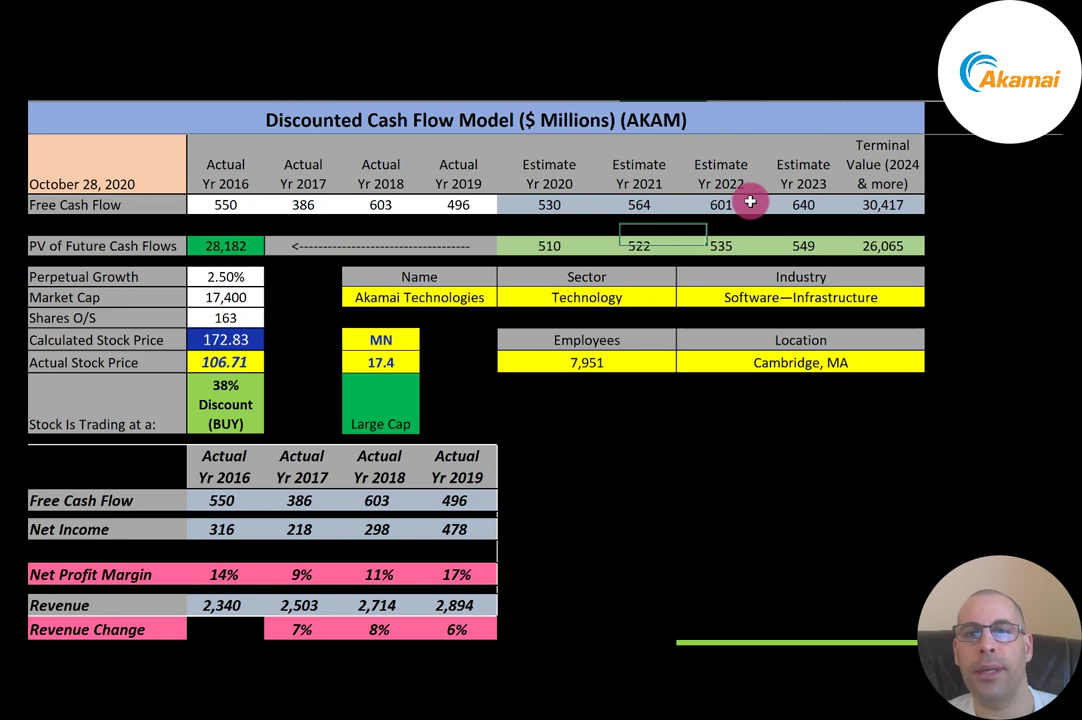 Akamai
Discounted Cash Flow Model ($ Millions) (AKAM)
October 28, 2020 Actual Yr 2016 Actual Yr 2017 Actual Yr 2018 Actual Yr 2019 Estimate Yr 2020 Estimate Yr 2021 Estimate Yr 2022 Estimate Yr 2023 Terminal Value (2024 & more)
Free Cash Flow 550 386 603 496 530 564 601 640 30,417
PV of Future Cash Flows 28,182 <--------------------------------- 510 522 535 549 26,065
Perpetual Growth 2.50% Name Sector Industry
Market Cap 17,400 Akamai Technologies Technology Software—Infrastructure
Shares O/S 163
Calculated Stock Price 172.83 MN Employees Location
Actual Stock Price 106.71 17.4 7,951 Cambridge, MA
Stock Is Trading at a: 38% Discount (BUY) Large Cap
Actual Yr 2016 Actual Yr 2017 Actual Yr 2018 Actual Yr 2019
Free Cash Flow 550 386 603 496
Net Income 316 218 298 478
Net Profit Margin 14% 9% 11% 17%
Revenue 2,340 2,503 2,714 2,894
Revenue Change 7% 8% 6%